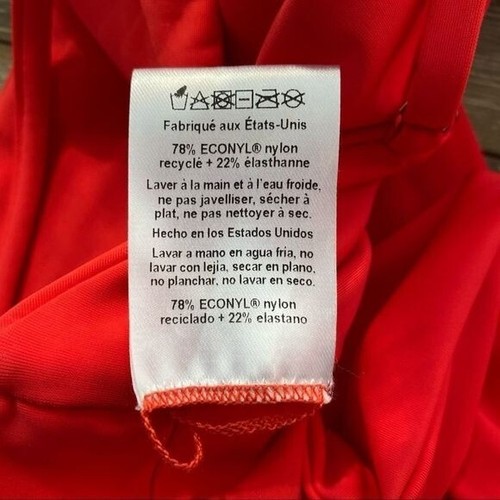 Fabriqué aux États-Unis
78% ECONYL® nylon
recyclé + 22% élasthanne
Laver à la main et à l'eau froide,
ne pas javelliser, sécher à
plat, ne pas nettoyer à sec.
Hecho en los Estados Unidos
Lavar a mano en agua fria, no
lavar con lejía, secar en plano,
no planchar, no lavar en seco.
78% ECONYL® nylon
reciclado + 22% elastano